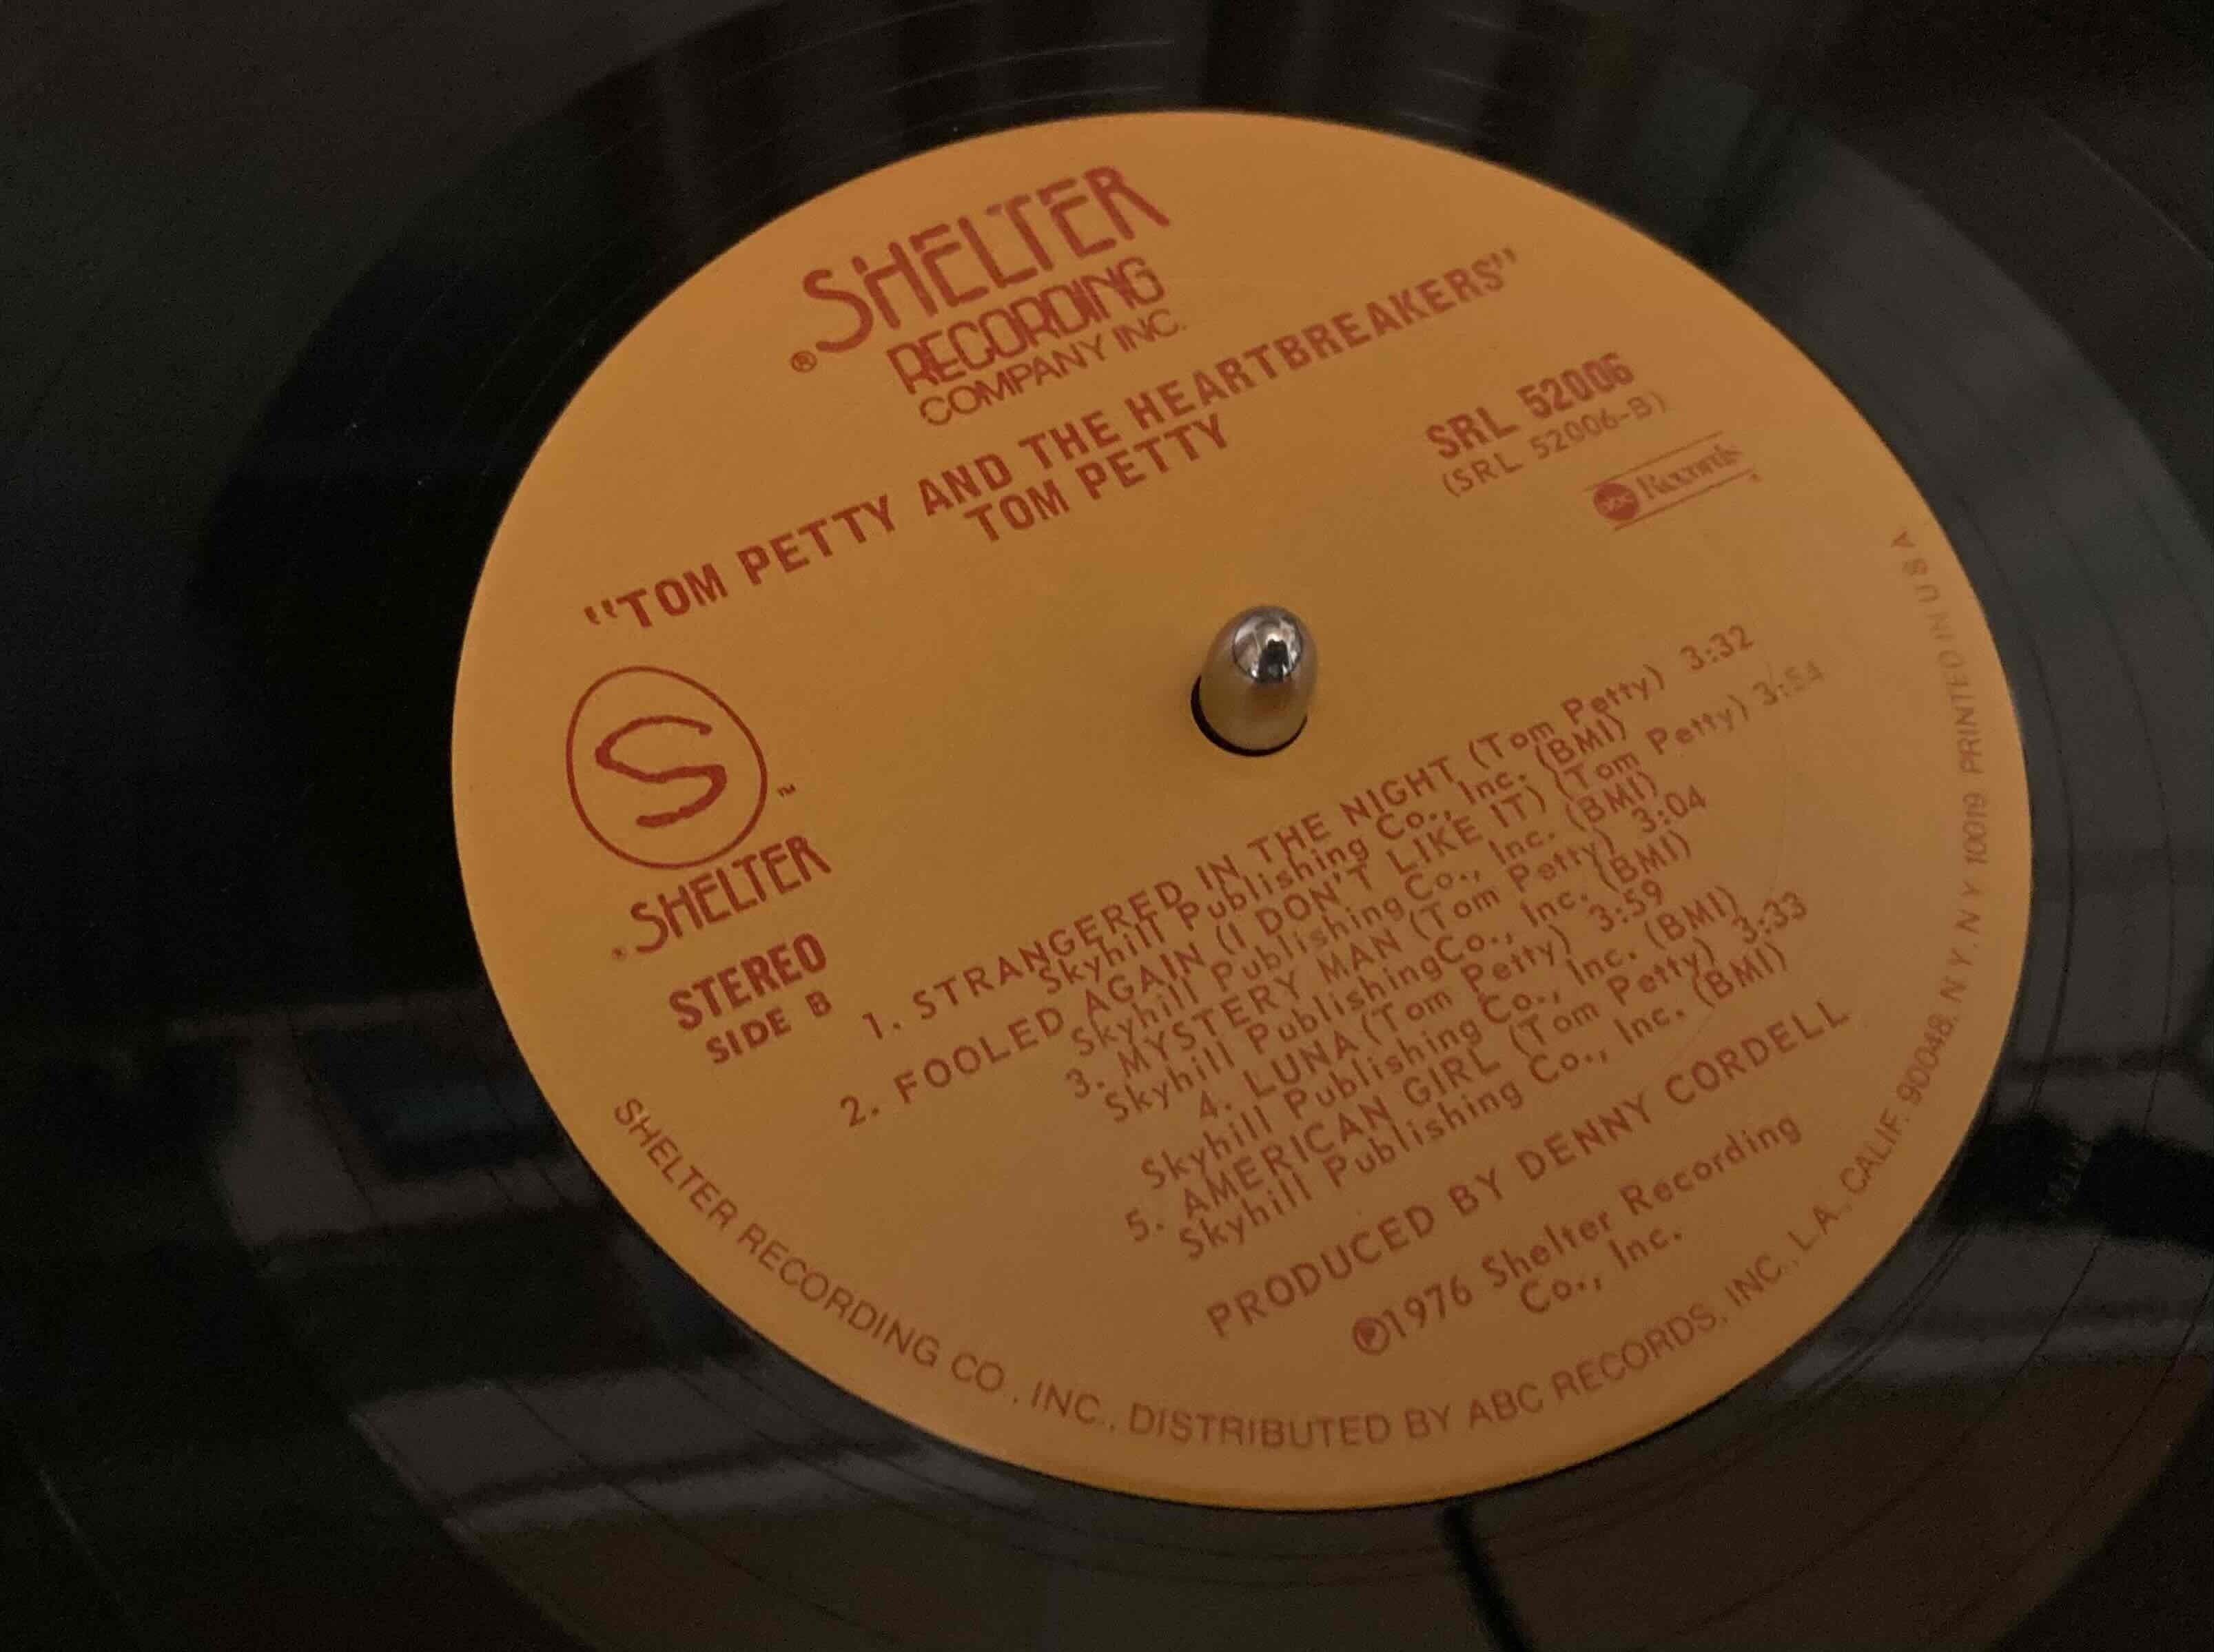 ® SHELTER
RECORDING
COMPANY INC.
"TOM PETTY AND THE HEARTBREAKERS"
TOM PETTY
SRL 52006
(SRL 52006-B)
abc Records
S ™
® SHELTER
STEREO
SIDE B
1. STRANGERED IN THE NIGHT (Tom Petty) 3:32
Skyhill Publishing Co., Inc. (BMI)
2. FOOLED AGAIN (I DON'T LIKE IT) (Tom Petty) 3:54
Skyhill Publishing Co., Inc. (BMI)
3. MYSTERY MAN (Tom Petty) 3:04
Skyhill PublishingCo., Inc. (BMI)
4. LUNA (Tom Petty) 3:59
Skyhill Publishing Co., Inc. (BMI)
5. AMERICAN GIRL (Tom Petty) 3:33
Skyhill Publishing Co., Inc. (BMI)
PRODUCED BY DENNY CORDELL
℗1976 Shelter Recording
Co., Inc.
SHELTER RECORDING CO., INC., DISTRIBUTED BY ABC RECORDS, INC., L.A., CALIF. 90048, N.Y., N.Y. 10019 PRINTED IN U S A